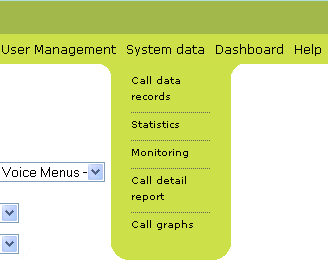 User Management System data Dashboard Help
Call data
records
Statistics
Monitoring
Voice Menus -
Call detail
report
Call graphs